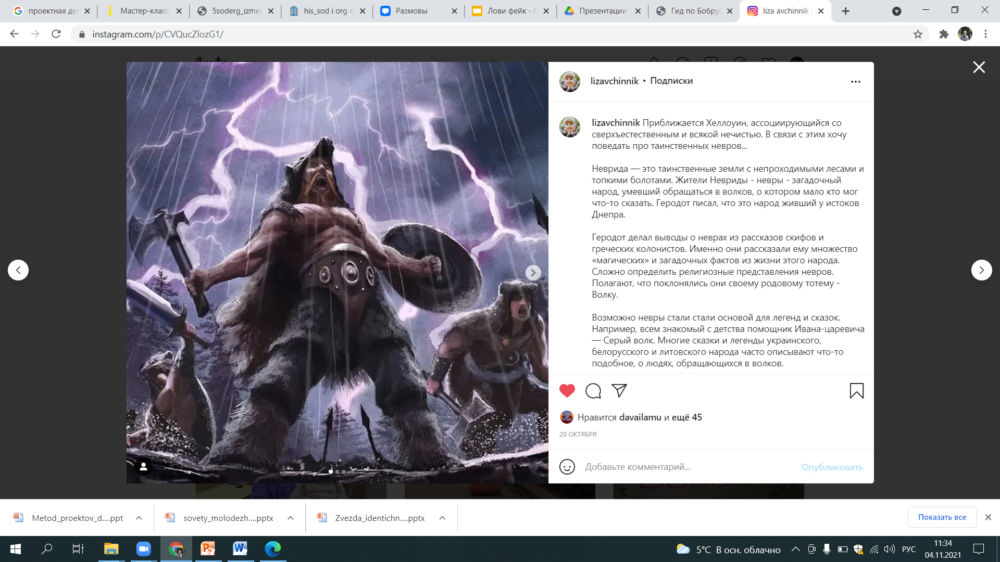 проектная де
Мастер-класс
5soderg_izme
his_sod i org m
Размовы
Лови фейк - Г
Презентации
Гид по Бобру
liza avchinnik
instagram.com/p/CVQucZlozG1/
lizavchinnik • Подписки
lizavchinnik Приближается Хеллоуин, ассоциирующийся со
сверхъестественным и всякой нечистью. В связи с этим хочу
поведать про таинственных невров...
Неврида — это таинственные земли с непроходимыми лесами и
топкими болотами. Жители Невриды - невры - загадочный
народ, умевший обращаться в волков, о котором мало кто мог
что-то сказать. Геродот писал, что это народ живший у истоков
Днепра.
Геродот делал выводы о неврах из рассказов скифов и
греческих колонистов. Именно они рассказали ему множество
«магических» и загадочных фактов из жизни этого народа.
Сложно определить религиозные представления невров.
Полагают, что поклонялись они своему родовому тотему -
Волку.
Возможно невры стали стали основой для легенд и сказок.
Например, всем знакомый с детства помощник Ивана-царевича
— Серый волк. Многие сказки и легенды украинского,
белорусского и литовского народа часто описывают что-то
подобное, о людях, обращающихся в волков.
Нравится davailamu и ещё 45
20 ОКТЯБРЯ
Добавьте комментарий...
Опубликовать
Metod_proektov_d....ppt
sovety_molodezh....pptx
Zvezda_identichn....pptx
Показать все
5°C В осн. облачно
РУС
11:34
04.11.2021